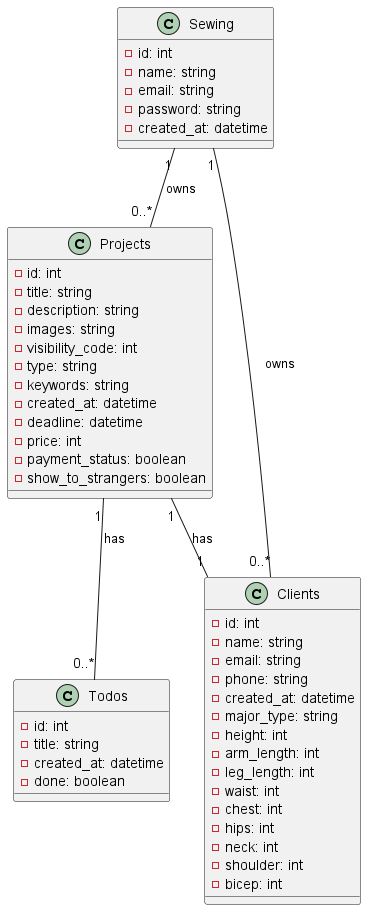 C Sewing
id: int
name: string
email: string
password: string
created_at: datetime
1
1
owns
0..*
C Projects
id: int
title: string
description: string
images: string
visibility_code: int
type: string
keywords: string
created_at: datetime
deadline: datetime
price: int
payment_status: boolean
show_to_strangers: boolean
owns
1
1
has
has
1
0..*
0..*
C Todos
id: int
title: string
created_at: datetime
done: boolean
C Clients
id: int
name: string
email: string
phone: string
created_at: datetime
major_type: string
height: int
arm_length: int
leg_length: int
waist: int
chest: int
hips: int
neck: int
shoulder: int
bicep: int